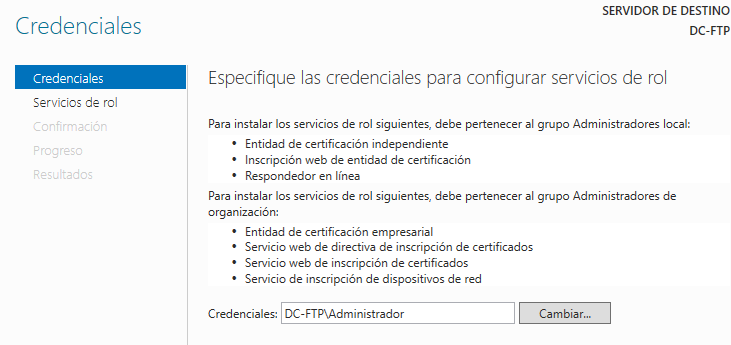 SERVIDOR DE DESTINO
DC-FTP
Credenciales
Credenciales
Servicios de rol
Confirmación
Progreso
Resultados
Especifique las credenciales para configurar servicios de rol
Para instalar los servicios de rol siguientes, debe pertenecer al grupo Administradores local:
• Entidad de certificación independiente
• Inscripción web de entidad de certificación
• Respondedor en línea
Para instalar los servicios de rol siguientes, debe pertenecer al grupo Administradores de
organización:
• Entidad de certificación empresarial
• Servicio web de directiva de inscripción de certificados
• Servicio web de inscripción de certificados
• Servicio de inscripción de dispositivos de red
Credenciales: DC-FTP\Administrador Cambiar...